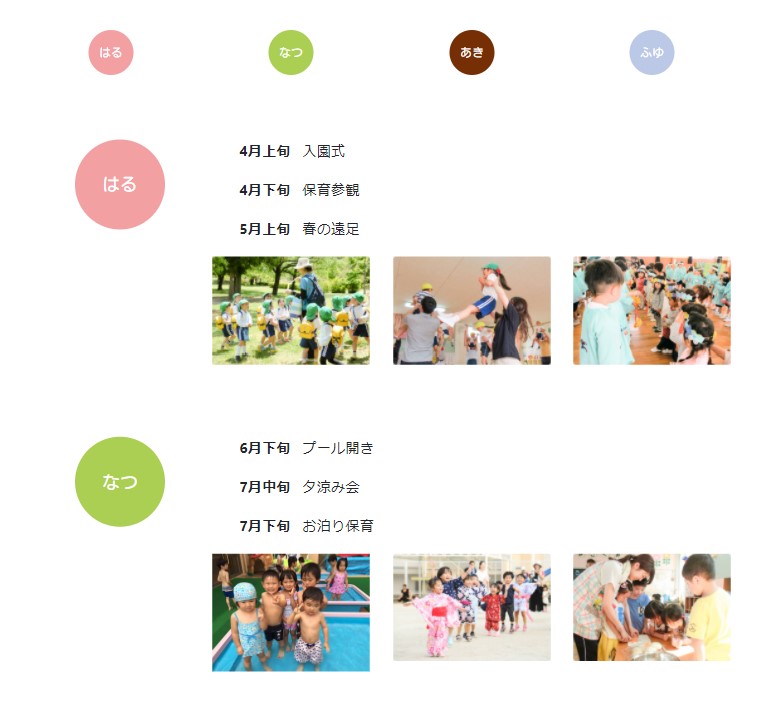 はる
なつ
あき
ふゆ
はる
4月上旬 入園式
4月下旬 保育参観
5月上旬 春の遠足
なつ
6月下旬 プール開き
7月中旬 夕涼み会
7月下旬 お泊り保育